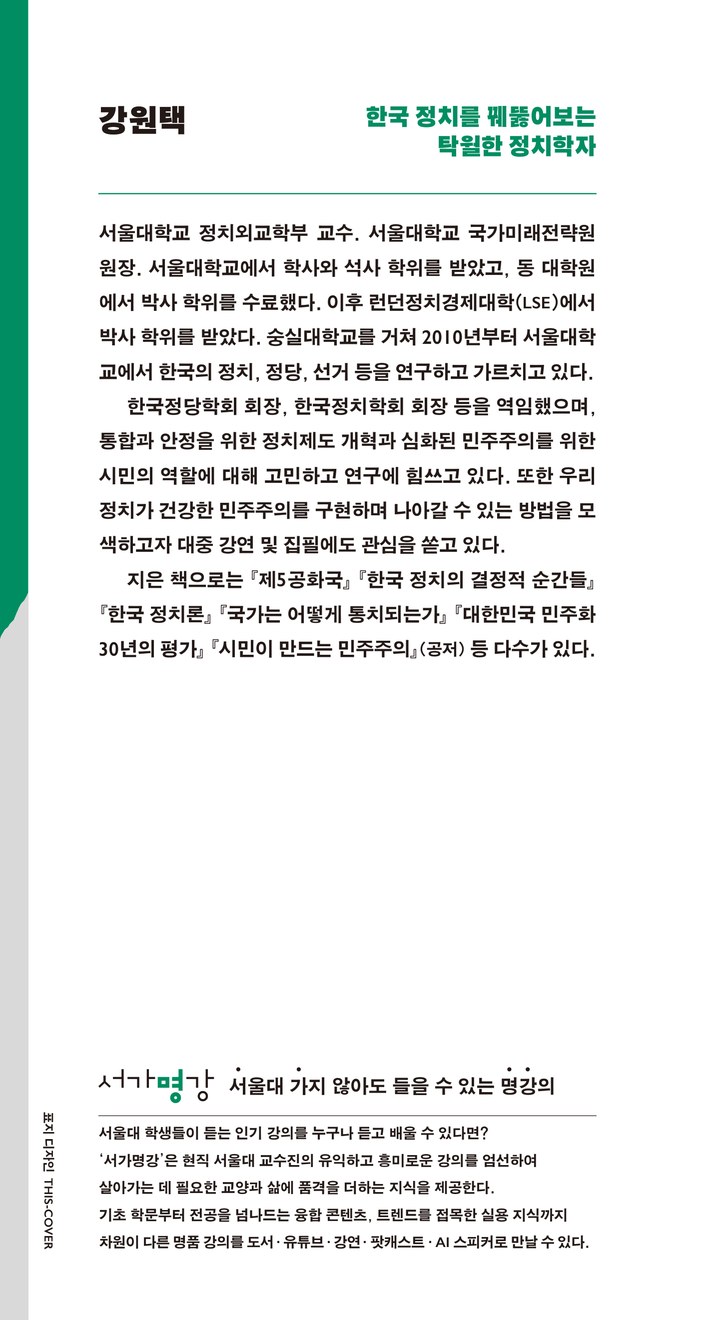 강원택
한국 정치를 꿰뚫어보는
탁월한 정치학자
서울대학교 정치외교학부 교수. 서울대학교 국가미래전략원
원장. 서울대학교에서 학사와 석사 학위를 받았고, 동 대학원
에서 박사 학위를 수료했다. 이후 런던정치경제대학(LSE)에서
박사 학위를 받았다. 숭실대학교를 거쳐 2010년부터 서울대학
교에서 한국의 정치, 정당, 선거 등을 연구하고 가르치고 있다.
한국정당학회 회장, 한국정치학회 회장 등을 역임했으며,
통합과 안정을 위한 정치제도 개혁과 심화된 민주주의를 위한
시민의 역할에 대해 고민하고 연구에 힘쓰고 있다. 또한 우리
정치가 건강한 민주주의를 구현하며 나아갈 수 있는 방법을 모
색하고자 대중 강연 및 집필에도 관심을 쏟고 있다.
지은 책으로는 『제5공화국』 『한국 정치의 결정적 순간들』
『한국 정치론』 『국가는 어떻게 통치되는가』 『대한민국 민주화
30년의 평가』 『시민이 만드는 민주주의』(공저) 등 다수가 있다.
서가명강 서울대 가지 않아도 들을 수 있는 명강의
서울대 학생들이 듣는 인기 강의를 누구나 듣고 배울 수 있다면?
‘서가명강’은 현직 서울대 교수진의 유익하고 흥미로운 강의를 엄선하여
살아가는 데 필요한 교양과 삶에 품격을 더하는 지식을 제공한다.
기초 학문부터 전공을 넘나드는 융합 콘텐츠, 트렌드를 접목한 실용 지식까지
차원이 다른 명품 강의를 도서·유튜브·강연·팟캐스트·AI 스피커로 만날 수 있다.
표지 디자인 THIS-COVER